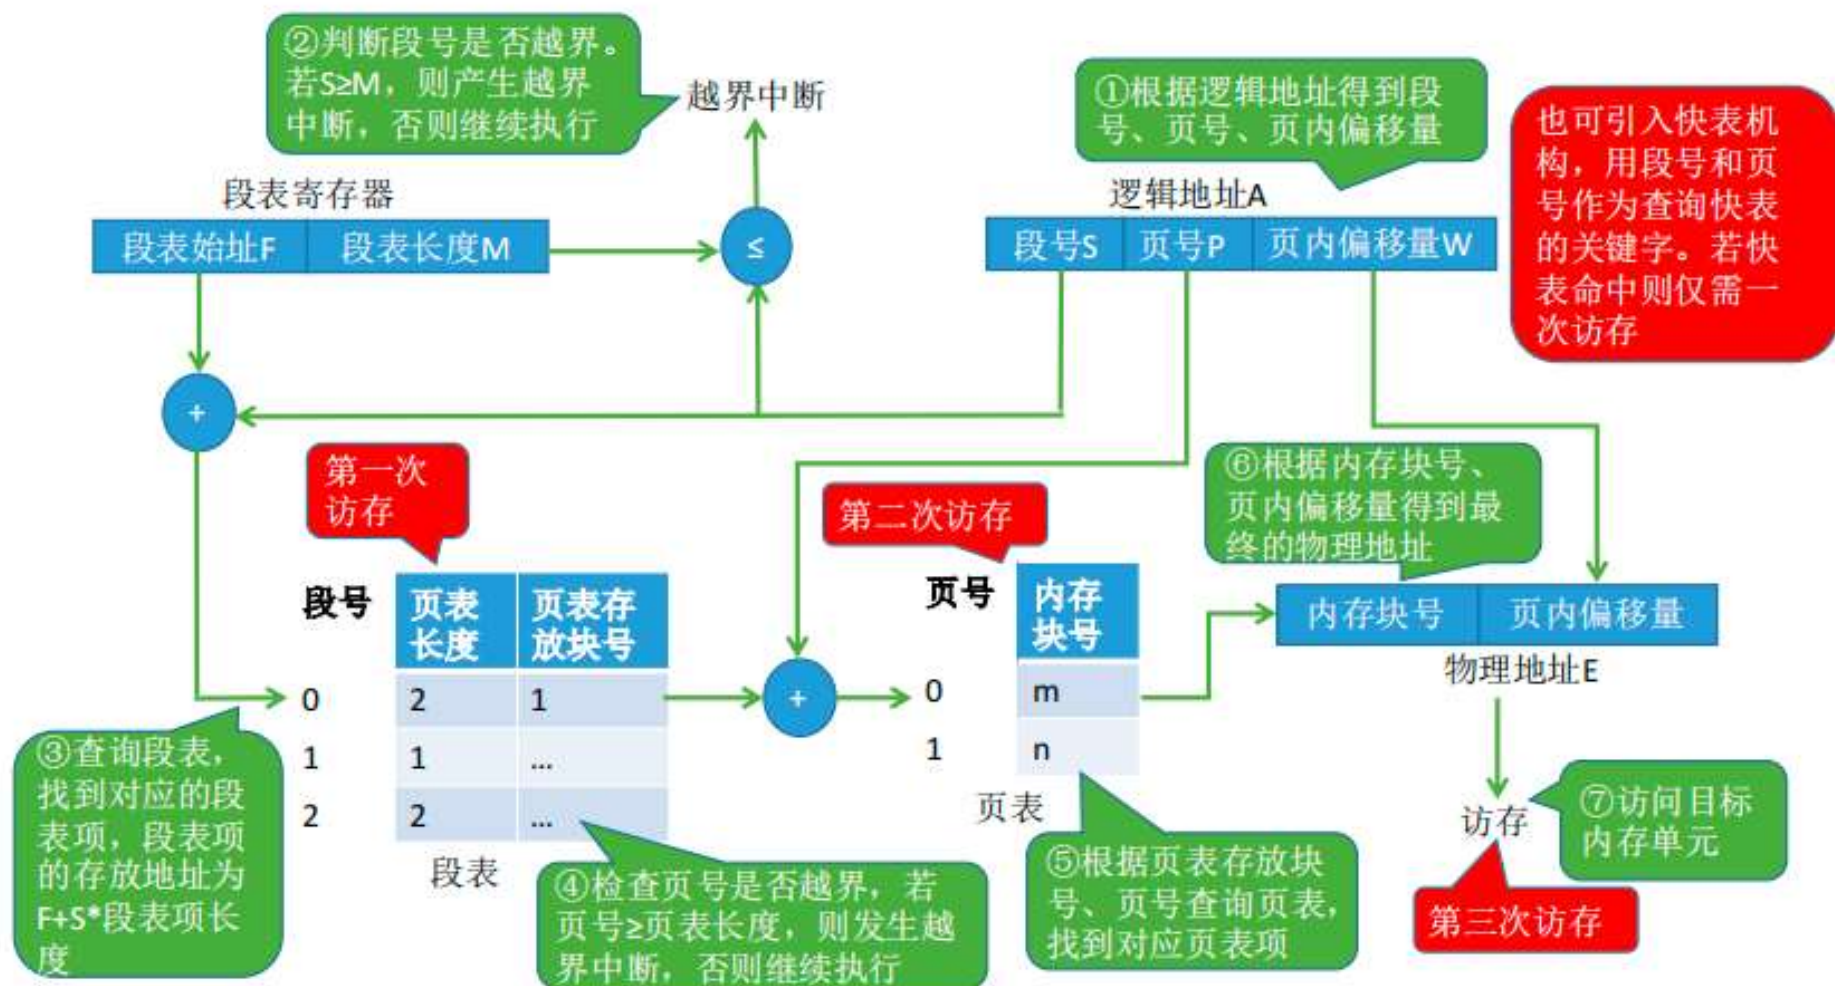 ②判断段号是否越界。
若S≥M，则产生越界
中断，否则继续执行
越界中断
①根据逻辑地址得到段
号、页号、页内偏移量
也可引入快表机
构，用段号和页
号作为查询快表
的关键字。若快
表命中则仅需一
次访存
段表寄存器
段表始址F 段表长度M
≤
逻辑地址A
段号S 页号P 页内偏移量W
+
第一次
访存
第二次访存
⑥根据内存块号、
页内偏移量得到最
终的物理地址
段号 页表长度 页表存放块号
0 2 1
1 1 ...
2 2 ...
段表
+
页号 内存块号
0 m
1 n
页表
内存块号 页内偏移量
物理地址E
③查询段表，
找到对应的段
表项，段表项
的存放地址为
F+S*段表项长
度
④检查页号是否越界，若
页号≥页表长度，则发生越
界中断，否则继续执行
⑤根据页表存放块
号、页号查询页表，
找到对应页表项
访存
⑦访问目标
内存单元
第三次访存